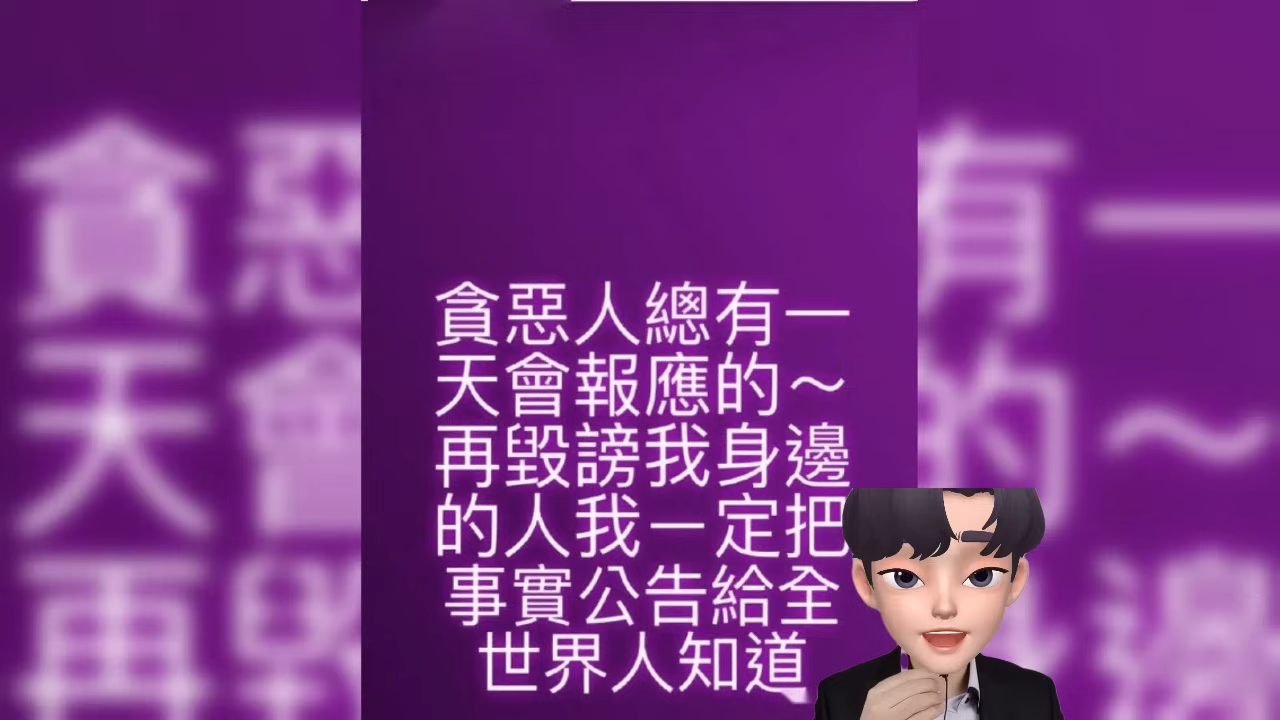 貪惡人總有一
天會報應的～
再毀謗我身邊
的人我一定把
事實公告給全
世界人知道